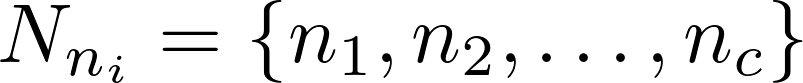 N_{n_i} = \{n_1, n_2, \ldots, n_c\}